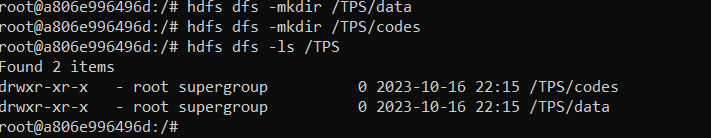 root@a806e996496d:/# hdfs dfs -mkdir /TPS/data
root@a806e996496d:/# hdfs dfs -mkdir /TPS/codes
root@a806e996496d:/# hdfs dfs -ls /TPS
Found 2 items
drwxr-xr-x   - root supergroup          0 2023-10-16 22:15 /TPS/codes
drwxr-xr-x   - root supergroup          0 2023-10-16 22:15 /TPS/data
root@a806e996496d:/#